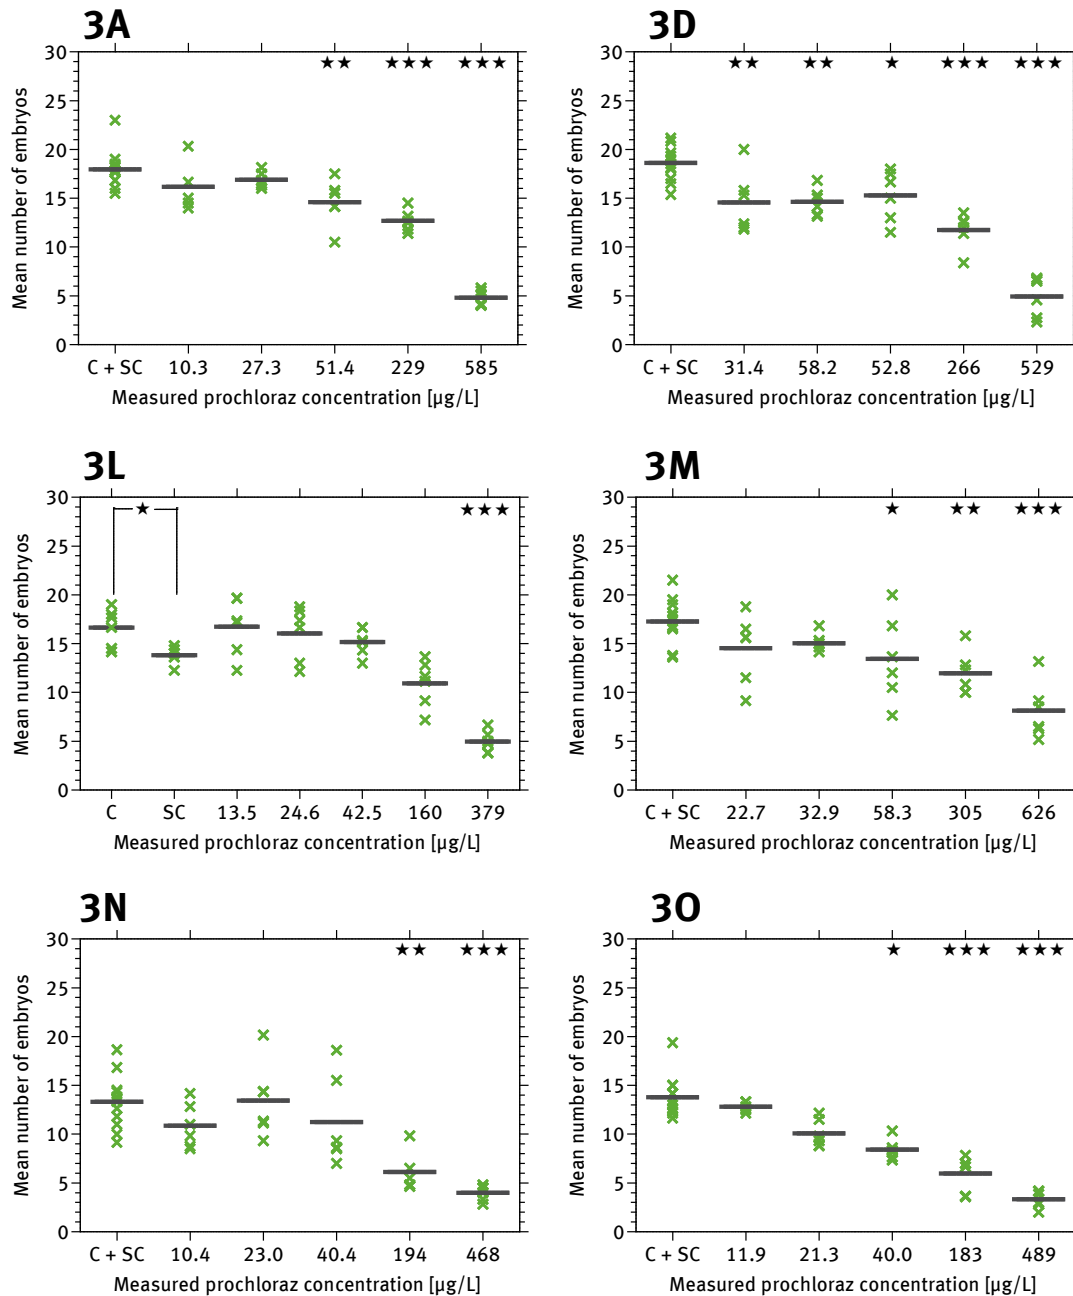 3A
30
25
20
15
10
5
0
Mean number of embryos
★★ ★★★ ★★★
C + SC 10.3 27.3 51.4 229 585
Measured prochloraz concentration [µg/L]
3D
30
25
20
15
10
5
0
Mean number of embryos
★★ ★★ ★ ★★★ ★★★
C + SC 31.4 58.2 52.8 266 529
Measured prochloraz concentration [µg/L]
3L
30
25
20
15
10
5
0
Mean number of embryos
★ ★★★
C SC 13.5 24.6 42.5 160 379
Measured prochloraz concentration [µg/L]
3M
30
25
20
15
10
5
0
Mean number of embryos
★ ★★ ★★★
C + SC 22.7 32.9 58.3 305 626
Measured prochloraz concentration [µg/L]
3N
30
25
20
15
10
5
0
Mean number of embryos
★★ ★★★
C + SC 10.4 23.0 40.4 194 468
Measured prochloraz concentration [µg/L]
3O
30
25
20
15
10
5
0
Mean number of embryos
★ ★★★ ★★★
C + SC 11.9 21.3 40.0 183 489
Measured prochloraz concentration [µg/L]